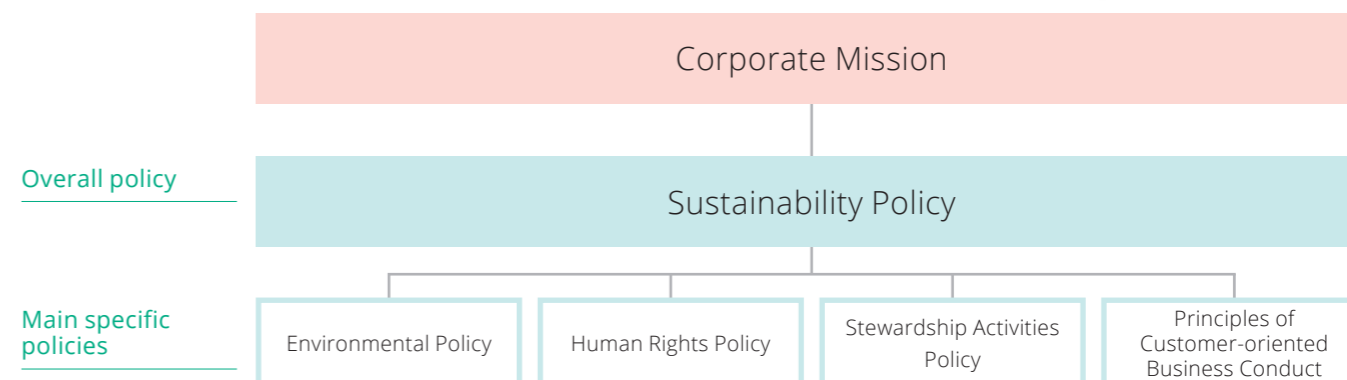 Corporate Mission
Overall policy
Sustainability Policy
Main specific
policies
Environmental Policy
Human Rights Policy
Stewardship Activities
Policy
Principles of
Customer-oriented
Business Conduct